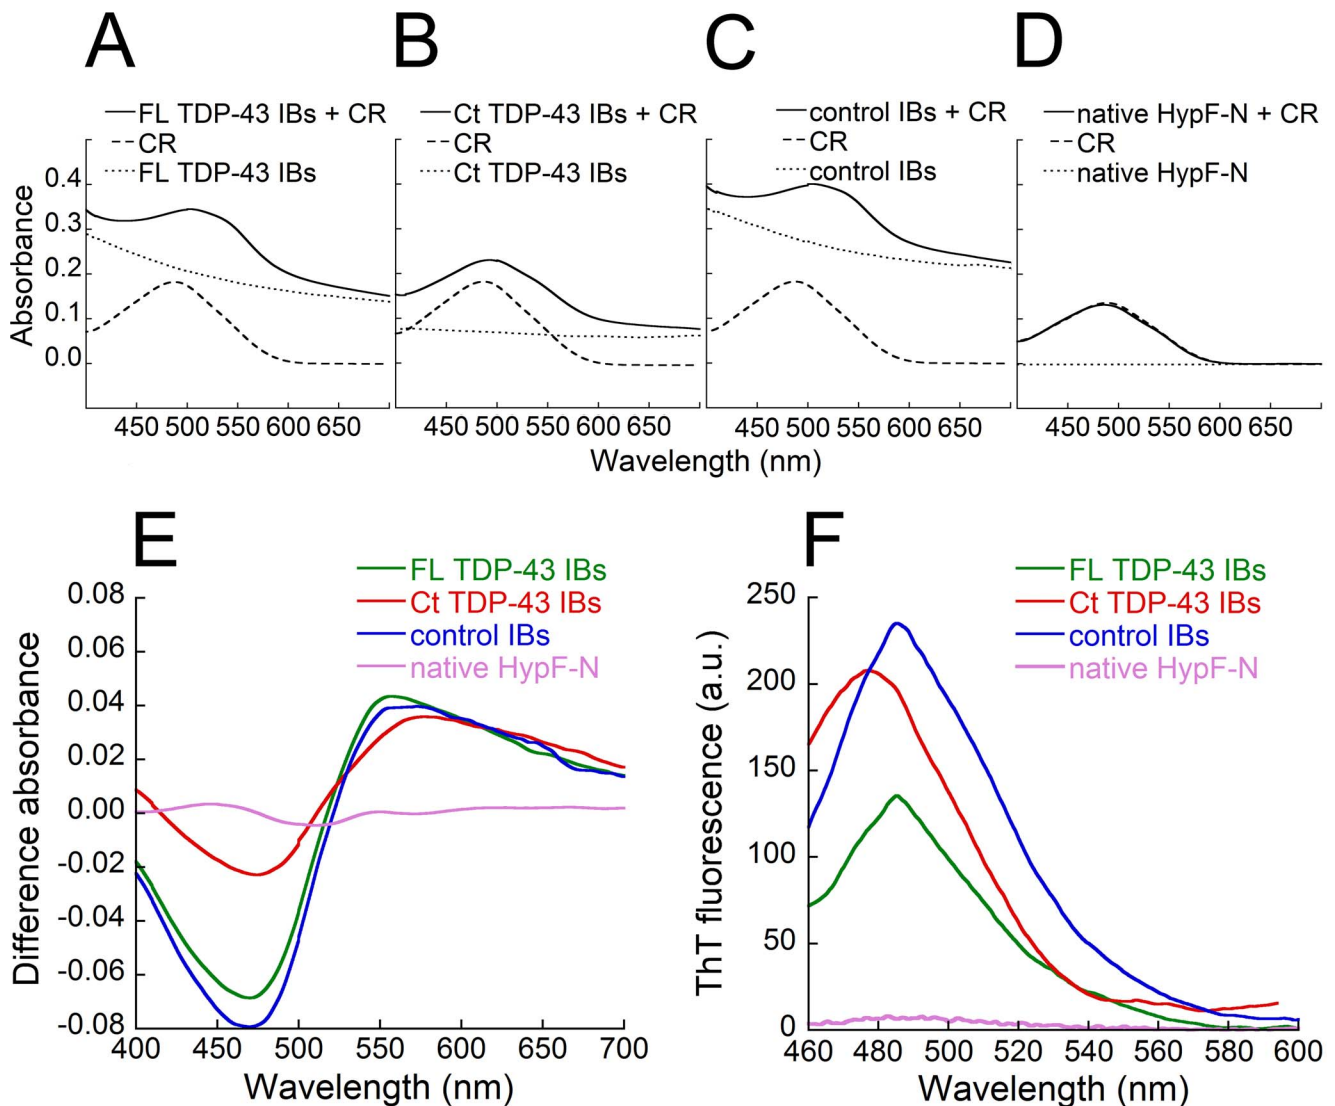 A B C D
FL TDP-43 IBs + CR
CR
FL TDP-43 IBs
Ct TDP-43 IBs + CR
CR
Ct TDP-43 IBs
control IBs + CR
CR
control IBs
native HypF-N + CR
CR
native HypF-N
Absorbance
0.4
0.3
0.2
0.1
0.0
450 500 550 600 650
450 500 550 600 650
450 500 550 600 650
450 500 550 600 650
Wavelength (nm)
E
FL TDP-43 IBs
Ct TDP-43 IBs
control IBs
native HypF-N
Difference absorbance
0.08
0.06
0.04
0.02
0.00
-0.02
-0.04
-0.06
-0.08
400 450 500 550 600 650 700
Wavelength (nm)
F
FL TDP-43 IBs
Ct TDP-43 IBs
control IBs
native HypF-N
ThT fluorescence (a.u.)
250
200
150
100
50
0
460 480 500 520 540 560 580 600
Wavelength (nm)